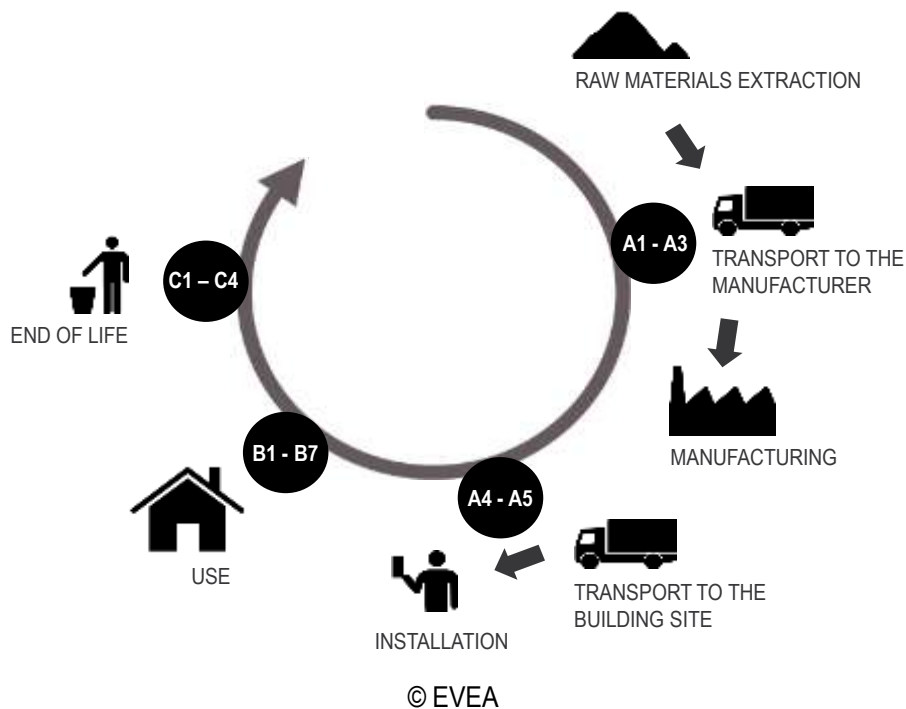 RAW MATERIALS EXTRACTION
A1 - A3
TRANSPORT TO THE
MANUFACTURER
MANUFACTURING
A4 - A5
TRANSPORT TO THE
BUILDING SITE
INSTALLATION
B1 - B7
USE
C1 – C4
END OF LIFE
© EVEA